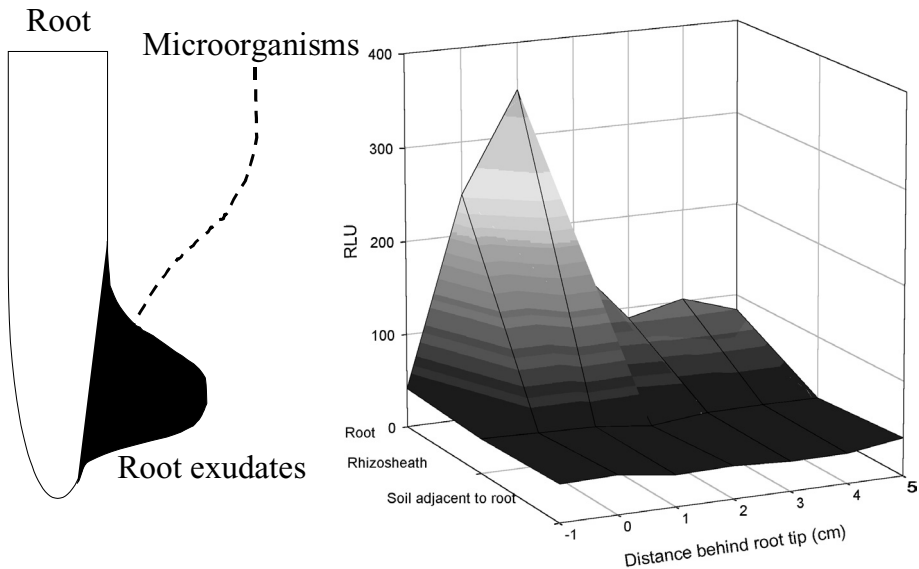 Root
Microorganisms
Root exudates
400
300
200
100
0
RLU
Root
Rhizosheath
Soil adjacent to root
-1
0
1
2
3
4
5
Distance behind root tip (cm)